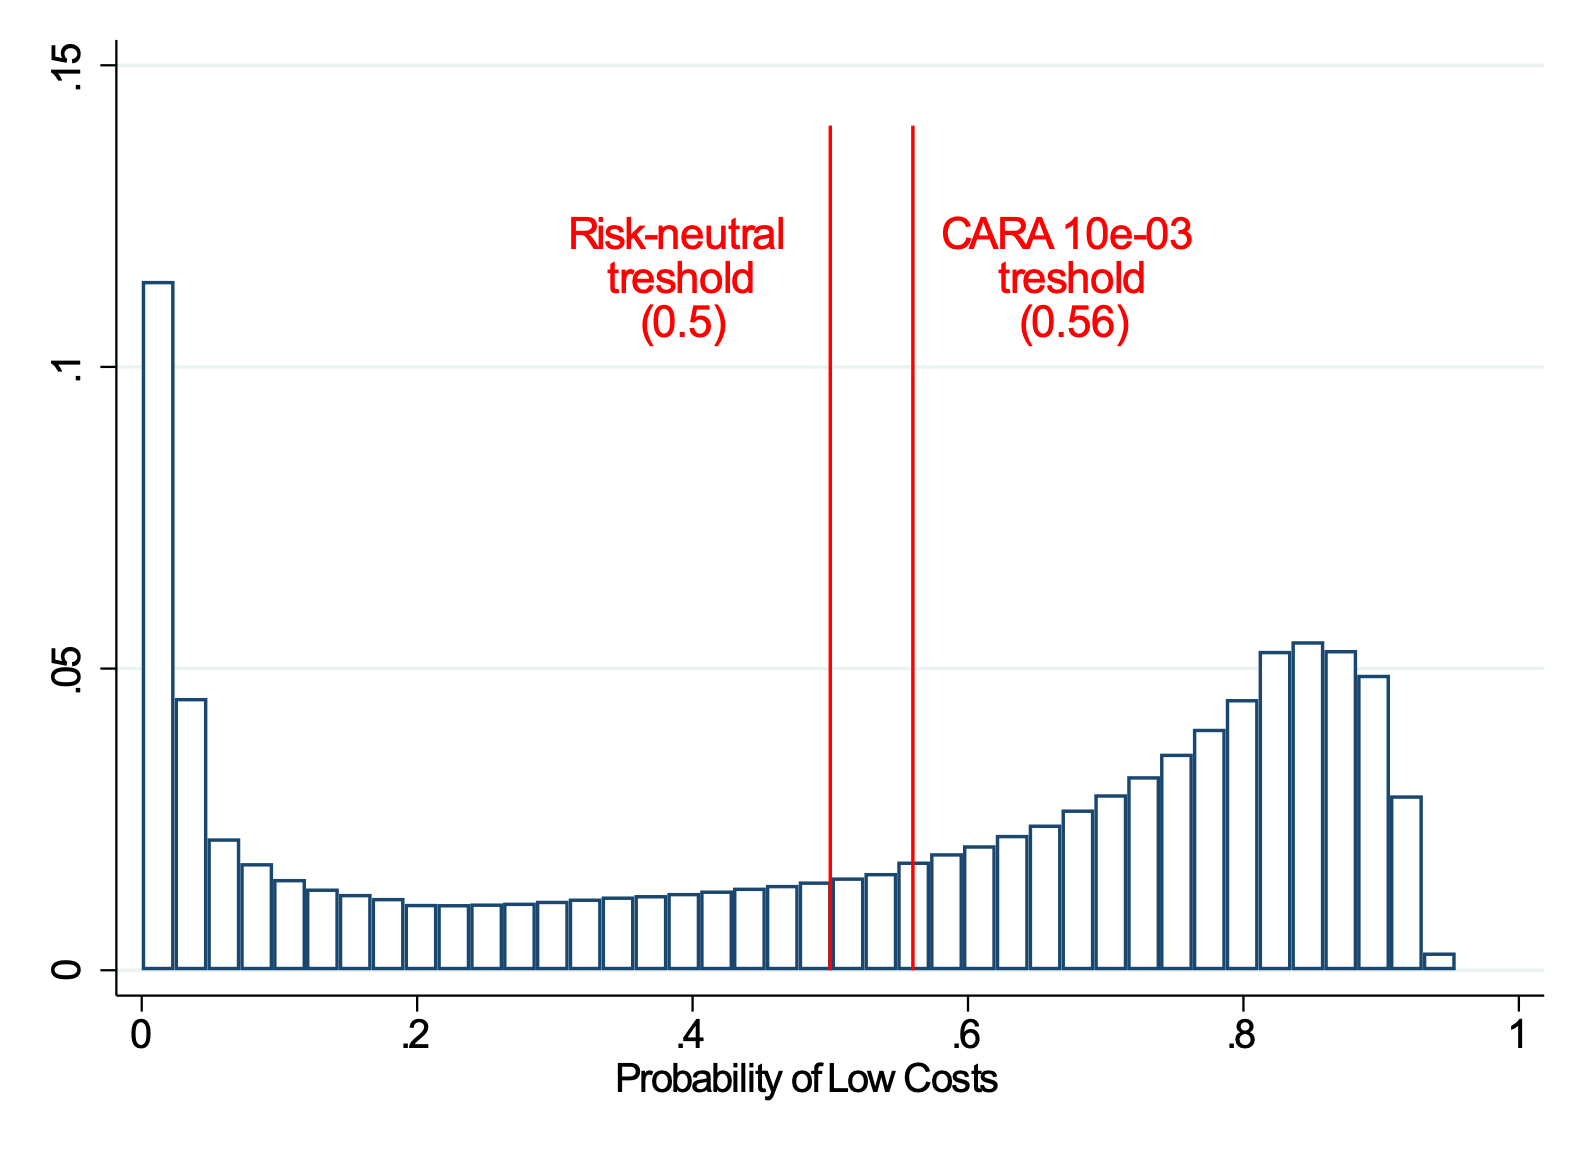 .15
.1
.05
0
Risk-neutral
treshold
(0.5)
CARA 10e-03
treshold
(0.56)
0 .2 .4 .6 .8 1
Probability of Low Costs